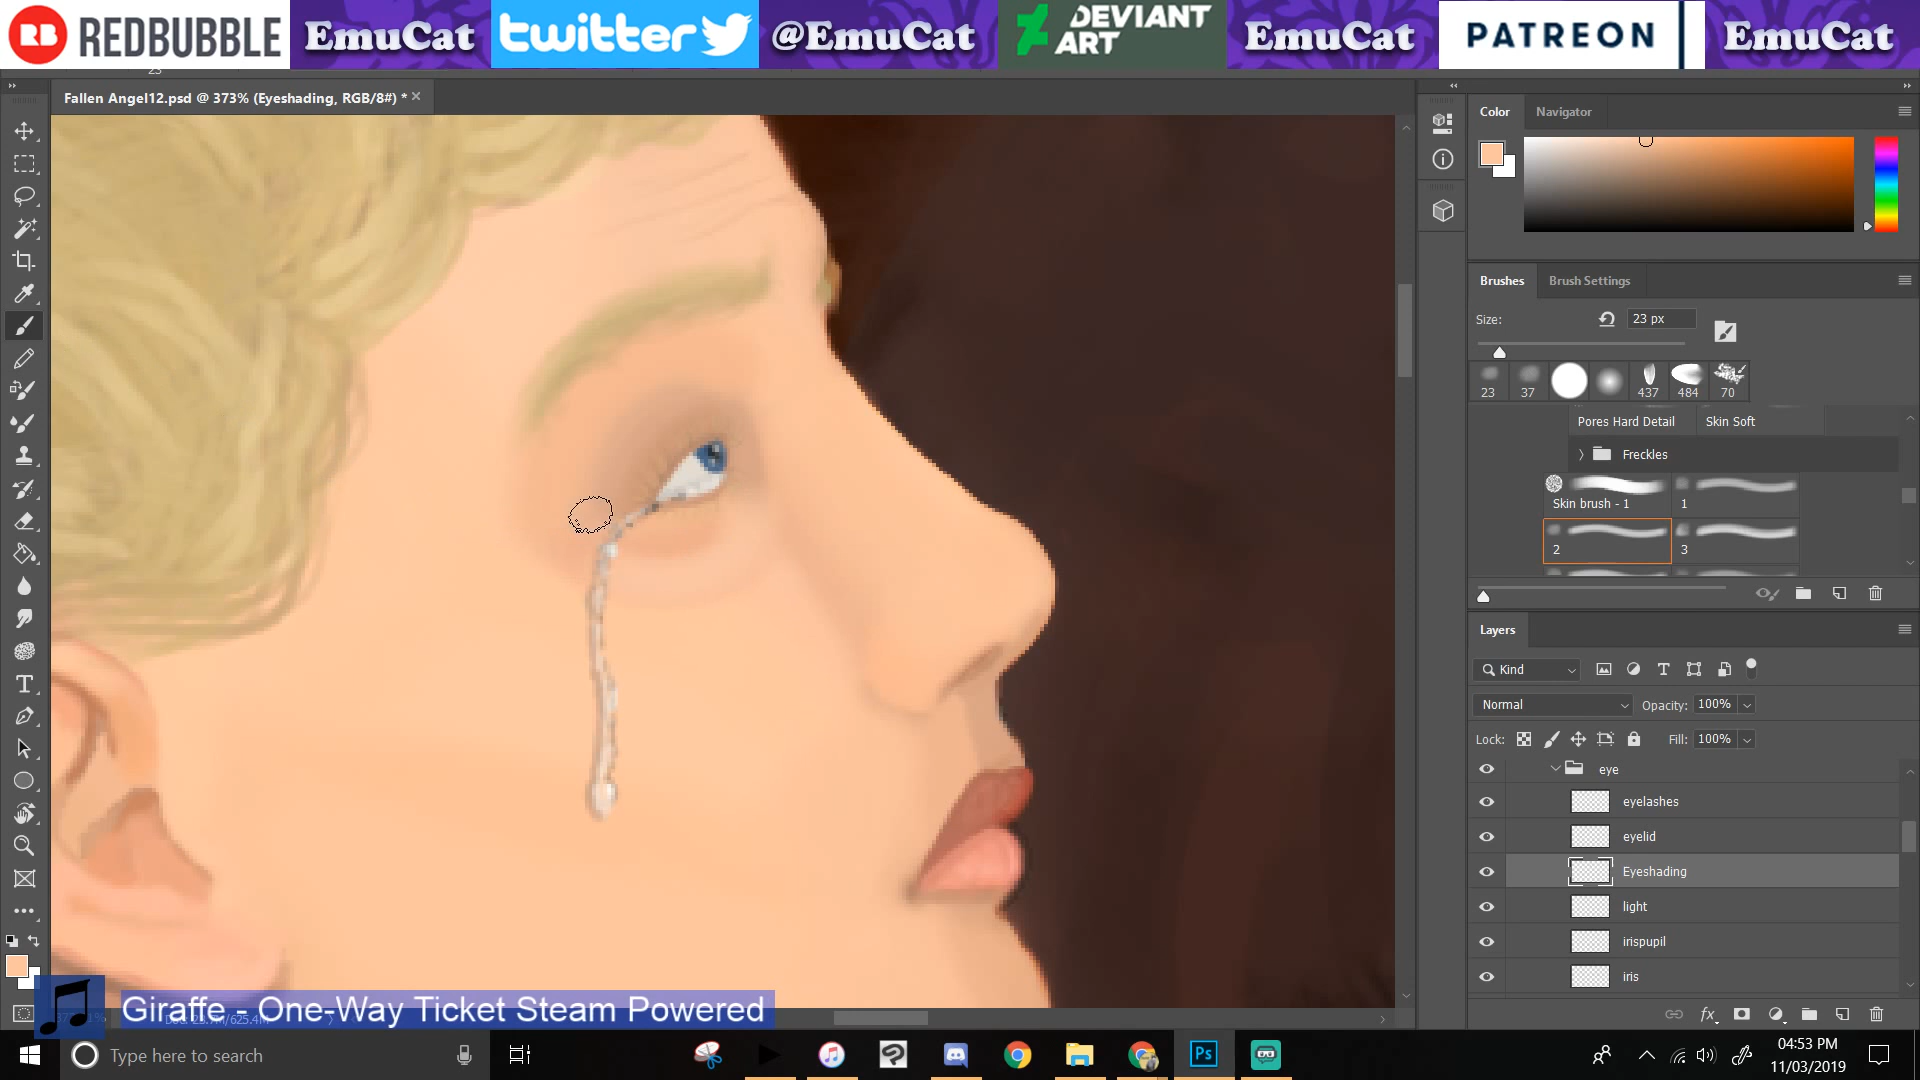 RB REDBUBBLE EmuCat twitter @EmuCat DEVIANT ART EmuCat PATREON EmuCat
23
Fallen Angel12.psd @ 373% (Eyeshading, RGB/8#) *
Color Navigator
Brushes Brush Settings
Size: 23 px
23 37 437 484 70
Pores Hard Detail Skin Soft
Freckles
Skin brush - 1 1
2 3
Layers
Kind
Normal Opacity: 100%
Lock: Fill: 100%
eye
eyelashes
eyelid
Eyeshading
light
irispupil
iris
Giraffe - One-Way Ticket Steam Powered
Type here to search
Ps
04:53 PM
11/03/2019